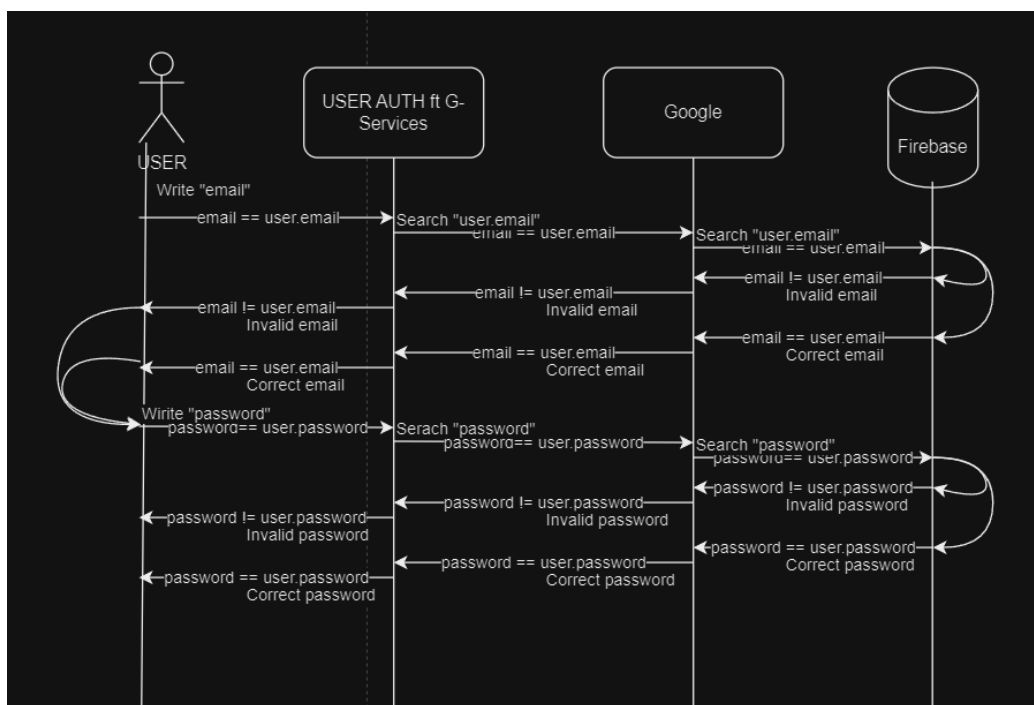 USER AUTH ft G-
Services
Google
Firebase
USER
Write "email"
email == user.email
Search "user.email"
email == user.email
Search "user.email"
email == user.email
email != user.email
Invalid email
email != user.email
Invalid email
email != user.email
Invalid email
email == user.email
Correct email
email == user.email
Correct email
email == user.email
Correct email
Wirite "password"
password== user.password
Serach "password"
password== user.password
Search "password"
password== user.password
password != user.password
Invalid password
password != user.password
Invalid password
password != user.password
Invalid password
password == user.password
Correct password
password == user.password
Correct password
password == user.password
Correct password